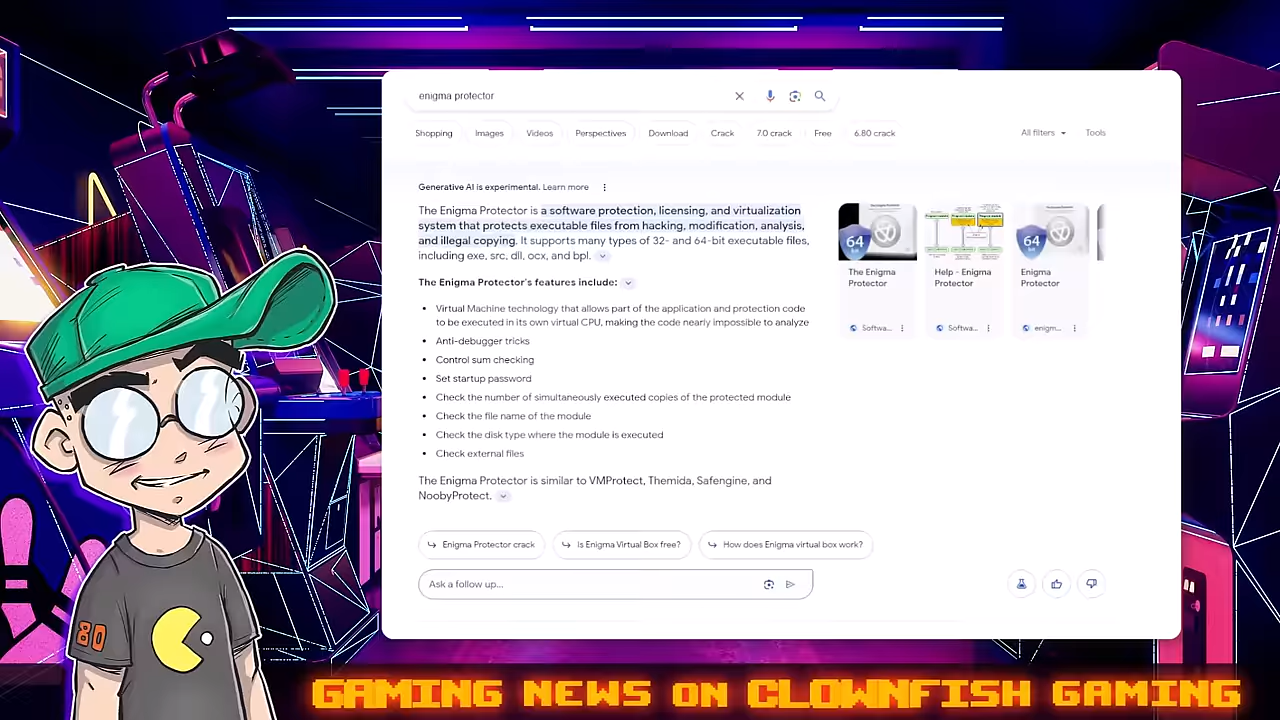 enigma protector
Shopping Images Videos Perspectives Download Crack 7.0 crack Free 6.80 crack All filters Tools
Generative AI is experimental. Learn more
The Enigma Protector is a software protection, licensing, and virtualization
system that protects executable files from hacking, modification, analysis,
and illegal copying. It supports many types of 32- and 64-bit executable files,
including exe, src, dll, ocx, and bpl.
The Enigma Protector's features include:
• Virtual Machine technology that allows part of the application and protection code
to be executed in its own virtual CPU, making the code nearly impossible to analyze
• Anti-debugger tricks
• Control sum checking
• Set startup password
• Check the number of simultaneously executed copies of the protected module
• Check the file name of the module
• Check the disk type where the module is executed
• Check external files
The Enigma Protector is similar to VMProtect, Themida, Safengine, and
NoobyProtect.
64
The Enigma
Protector
Softwa...
Help - Enigma
Protector
Softwa...
64
Enigma
Protector
enigm...
Enigma Protector crack
Is Enigma Virtual Box free?
How does Enigma virtual box work?
Ask a follow up...
80
GAMING NEWS ON CLOWNFISH GAMING